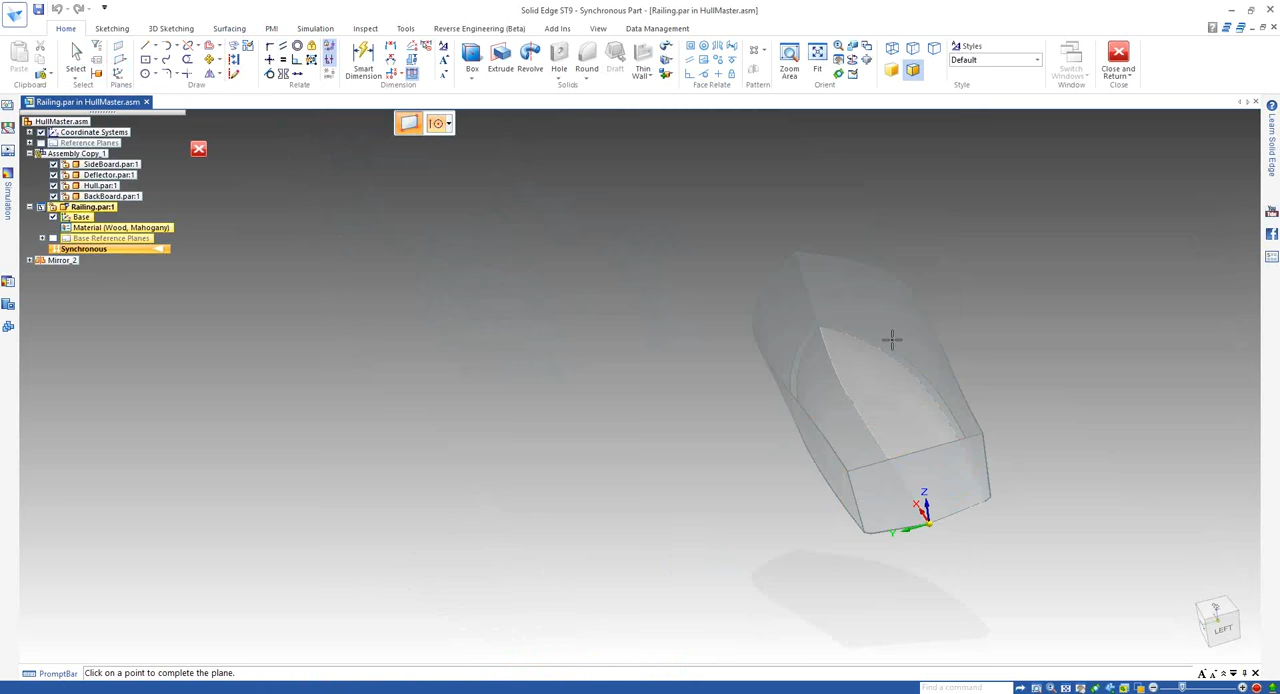 Solid Edge ST9 - Synchronous Part - [Railing.par in HullMaster.asm]
Home Sketching 3D Sketching Surfacing PMI Simulation Inspect Tools Reverse Engineering (Beta) Add Ins View Data Management
Paste
Select
Smart Dimension
Box
Extrude
Revolve
Hole
Round
Draft
Thin Wall
Zoom Area
Fit
Styles
Default
Switch Windows
Close and Return
Clipboard Select Planes Draw Relate Dimension Solids Face Relate Pattern Orient Style Window Close
Railing.par in HullMaster.asm
HullMaster.asm
Coordinate Systems
Reference Planes
Assembly Copy_1
SideBoard.par:1
Deflector.par:1
Hull.par:1
BackBoard.par:1
Railing.par:1
Base
Material (Wood, Mahogany)
Base Reference Planes
Synchronous
Mirror_2
Simulation
Learn Solid Edge
Z
X
Y
LEFT
PromptBar Click on a point to complete the plane.
Find a command